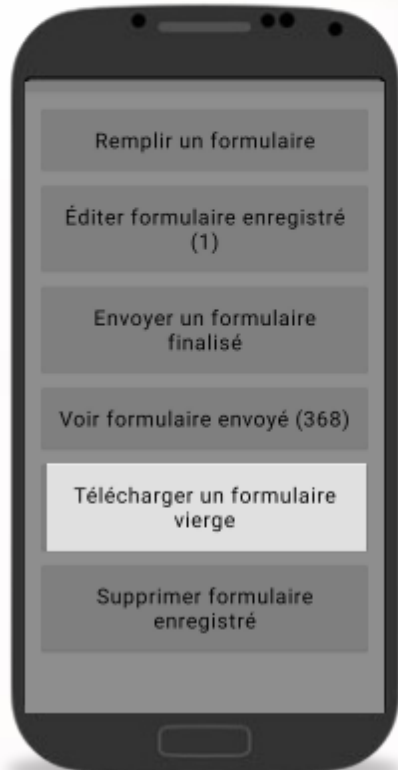 Remplir un formulaire
Éditer formulaire enregistré
(1)
Envoyer un formulaire
finalisé
Voir formulaire envoyé (368)
Télécharger un formulaire
vierge
Supprimer formulaire
enregistré